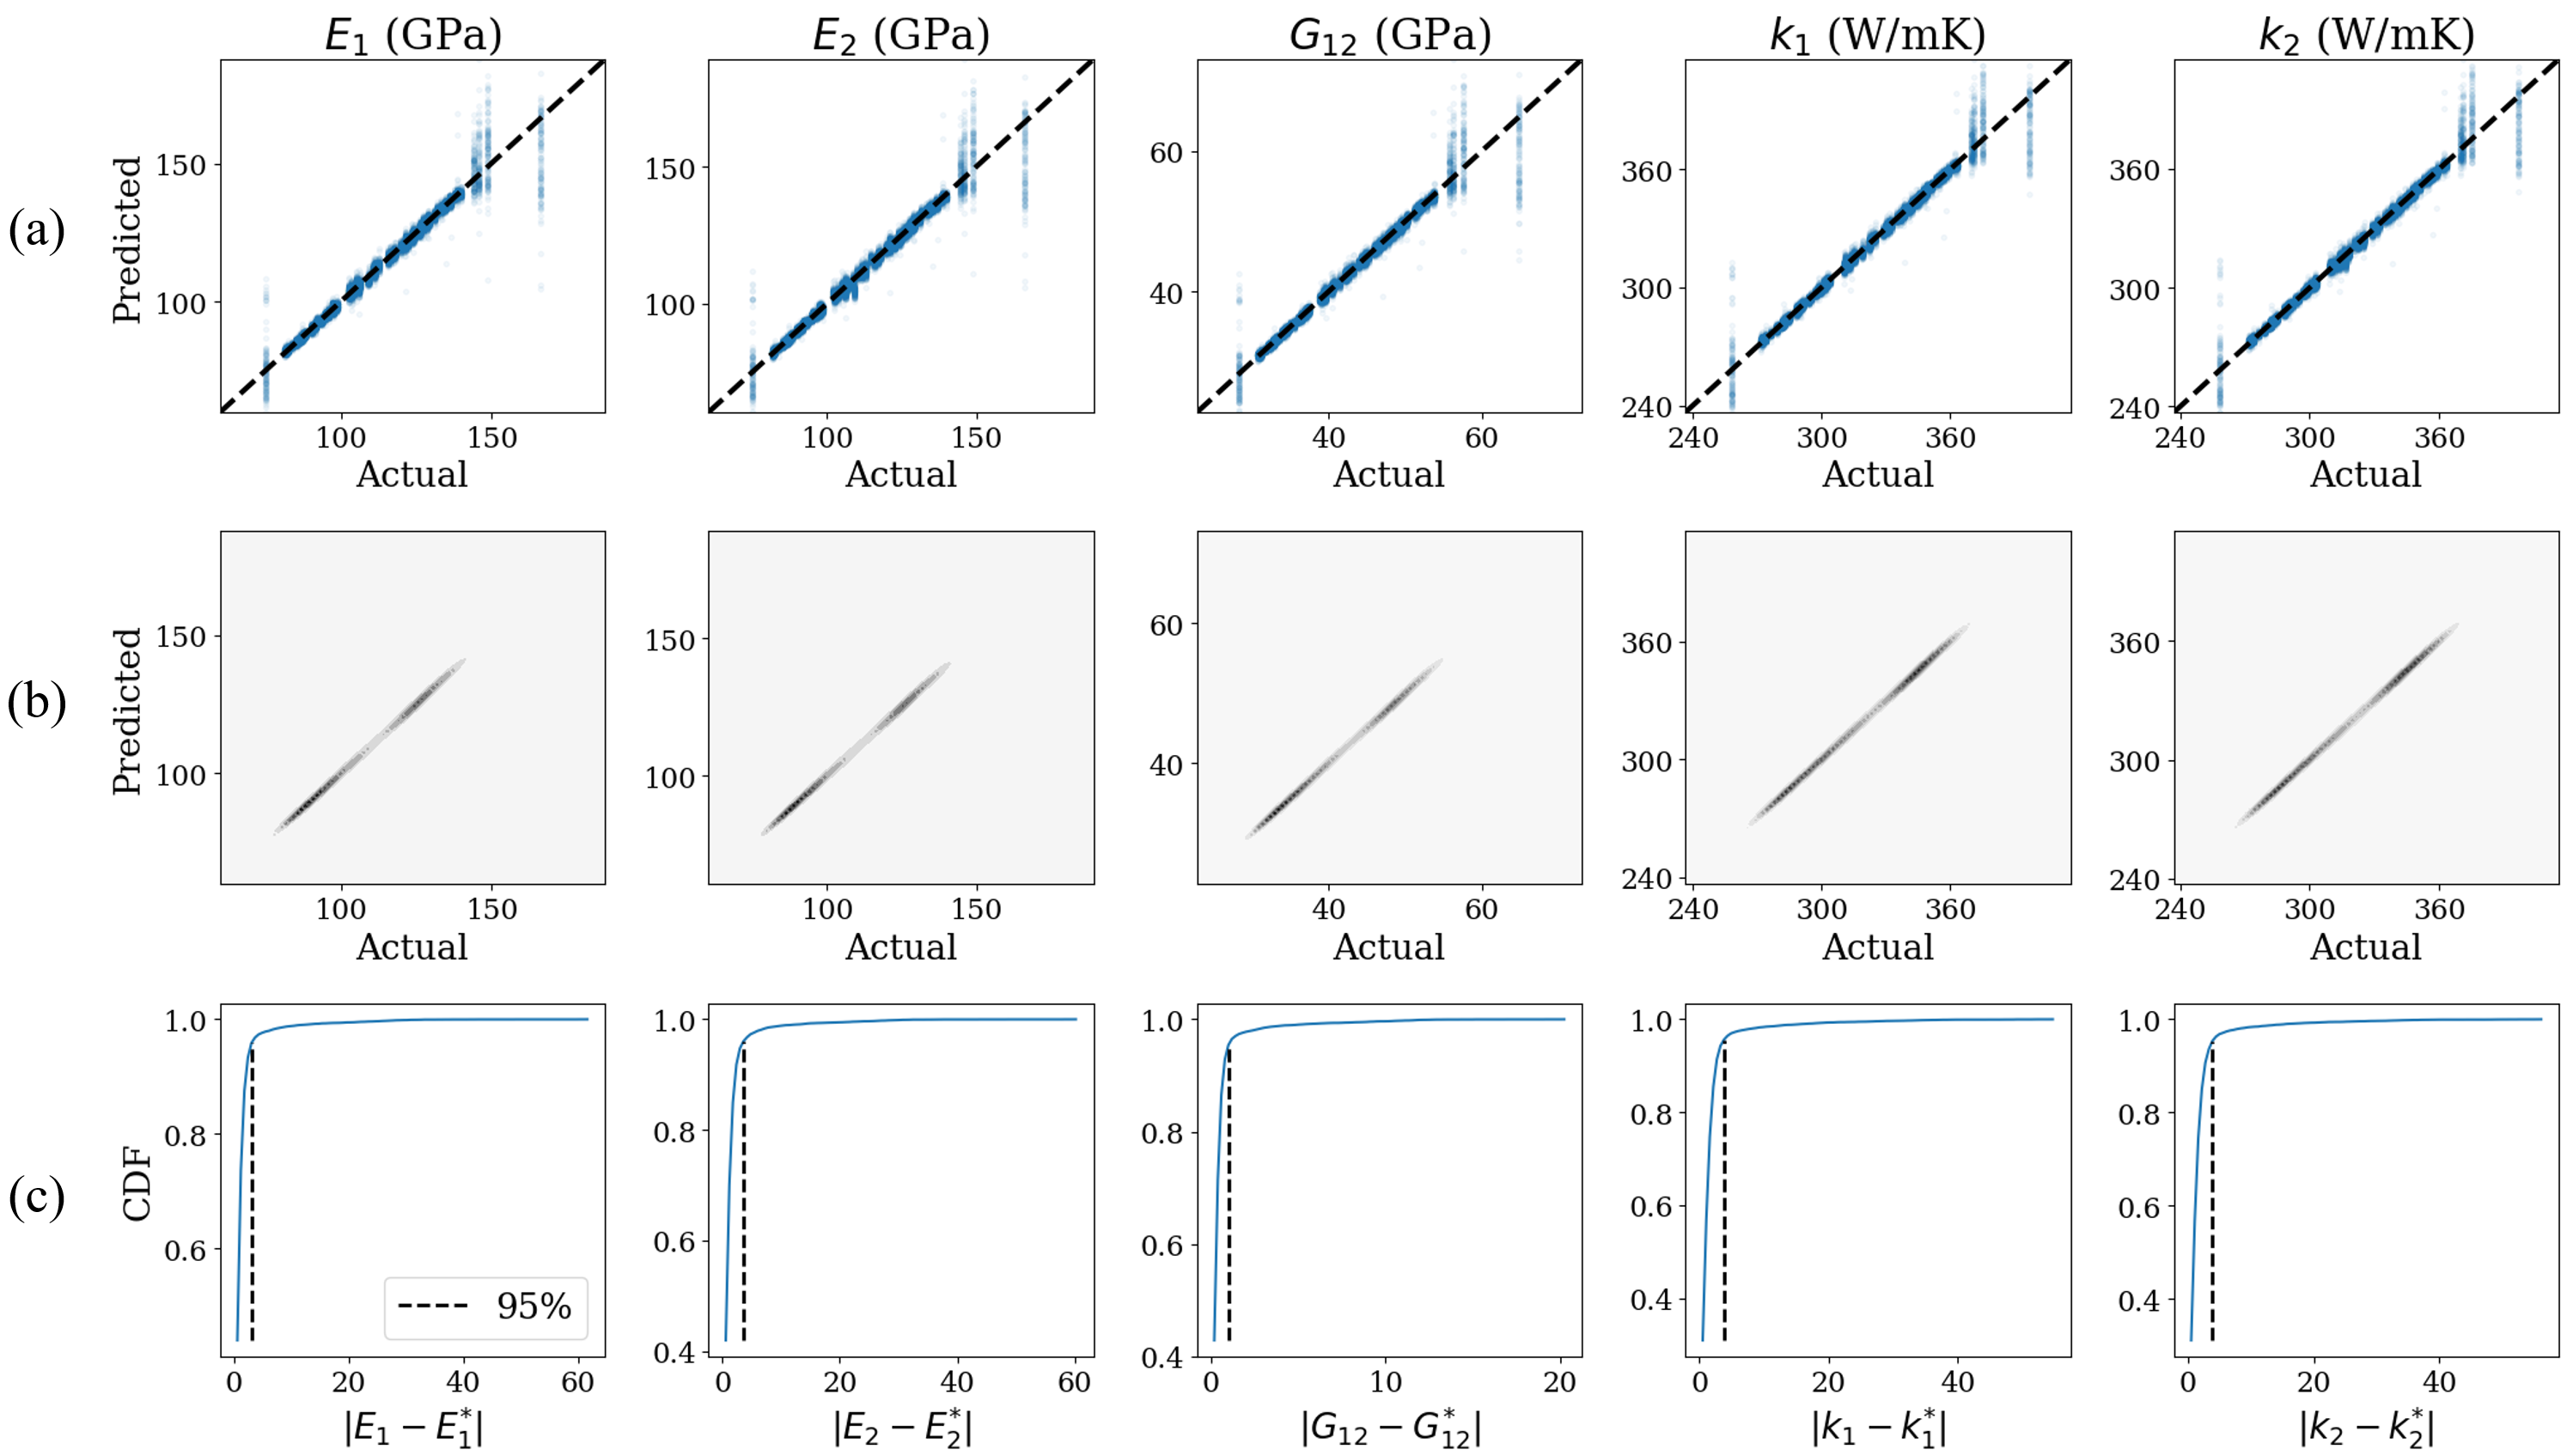 E₁ (GPa) E₂ (GPa) G₁₂ (GPa) k₁ (W/mK) k₂ (W/mK)
(a)
Predicted
150 100
150 100
60 40
360 300 240
360 300 240
100 150
100 150
40 60
240 300 360
240 300 360
Actual Actual Actual Actual Actual
(b)
Predicted
150 100
150 100
60 40
360 300 240
360 300 240
100 150
100 150
40 60
240 300 360
240 300 360
Actual Actual Actual Actual Actual
(c)
CDF
1.0 0.8 0.6
1.0 0.8 0.6 0.4
1.0 0.8 0.6 0.4
1.0 0.8 0.6 0.4
1.0 0.8 0.6 0.4
95%
0 20 40 60
0 20 40 60
0 10 20
0 20 40
0 20 40
|E₁ − E₁*| |E₂ − E₂*| |G₁₂ − G₁₂*| |k₁ − k₁*| |k₂ − k₂*|